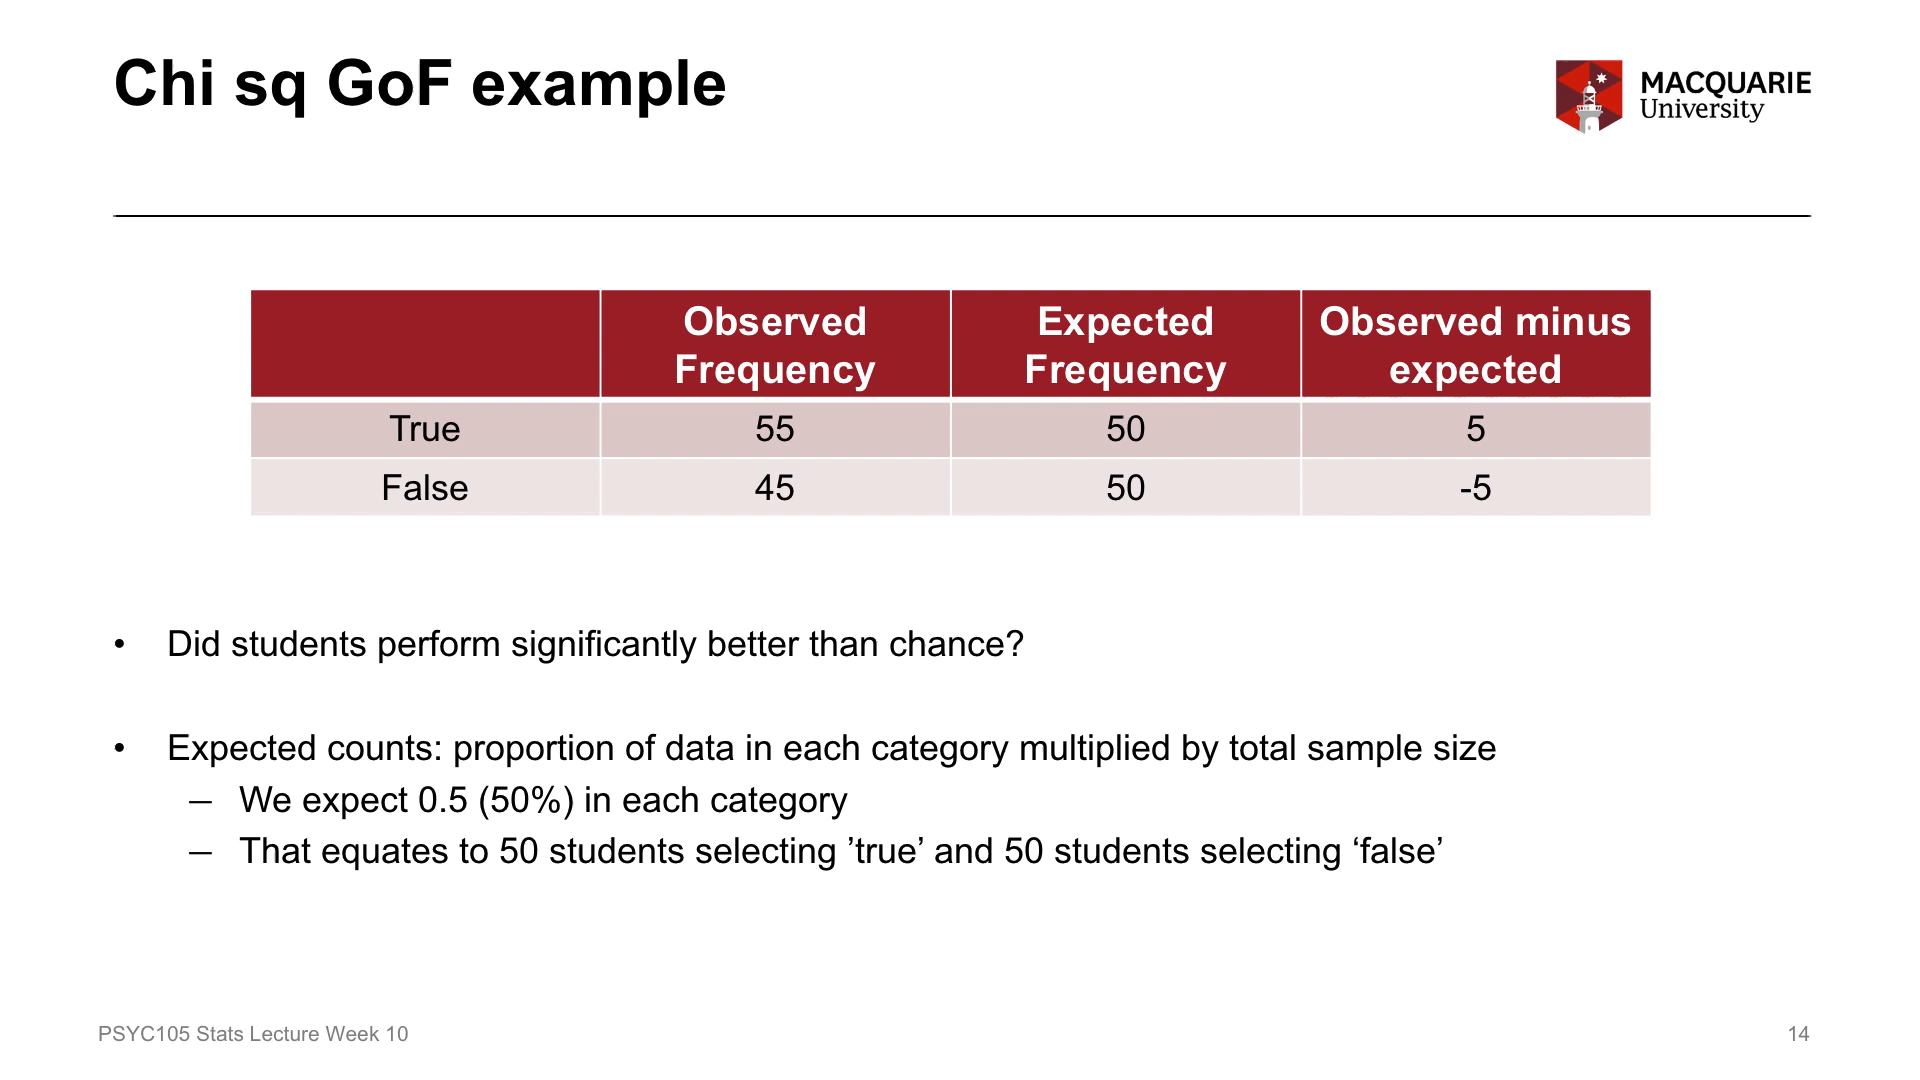 Chi sq GoF example
MACQUARIE
University
Observed Frequency Expected Frequency Observed minus expected
True 55 50 5
False 45 50 -5
• Did students perform significantly better than chance?
• Expected counts: proportion of data in each category multiplied by total sample size
– We expect 0.5 (50%) in each category
– That equates to 50 students selecting ’true’ and 50 students selecting ‘false’
PSYC105 Stats Lecture Week 10
14